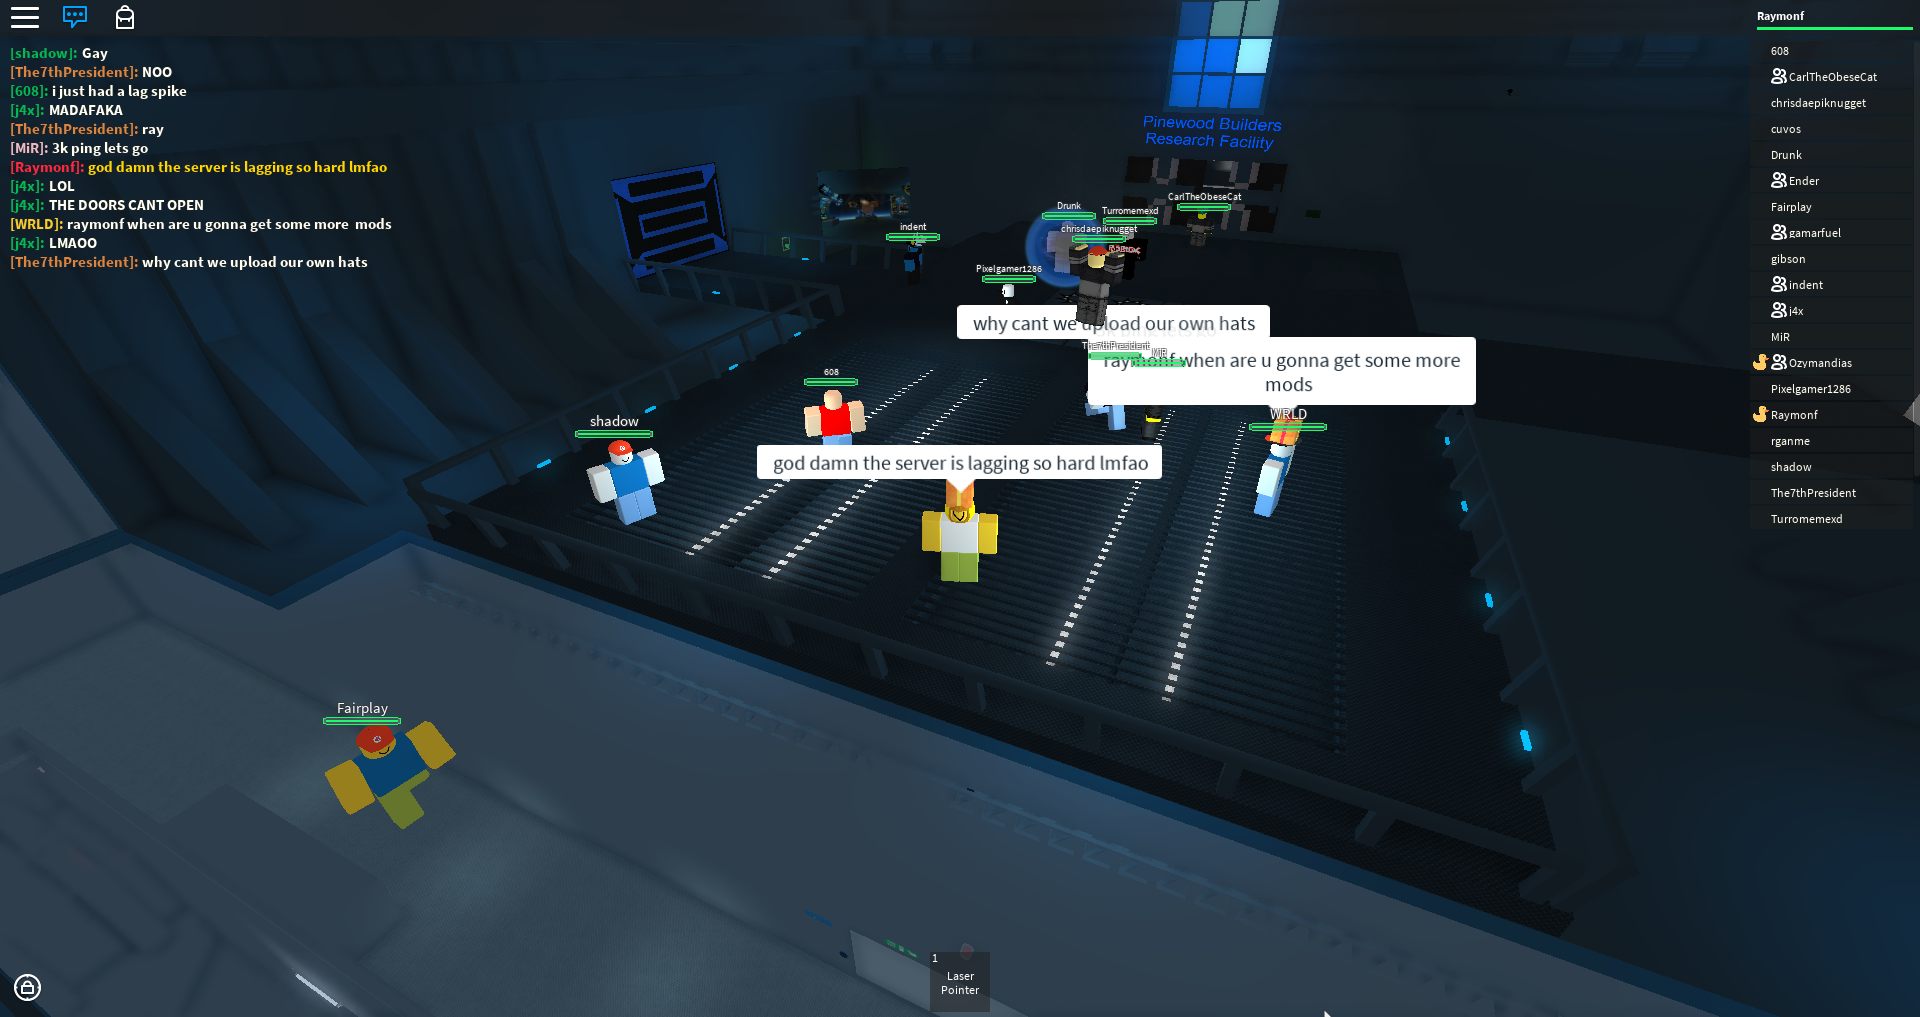 [shadow]: Gay
[The7thPresident]: NOO
[608]: i just had a lag spike
[j4x]: MADAFAKA
[The7thPresident]: ray
[MiR]: 3k ping lets go
[Raymonf]: god damn the server is lagging so hard lmfao
[j4x]: LOL
[j4x]: THE DOORS CANT OPEN
[WRLD]: raymonf when are u gonna get some more mods
[j4x]: LMAOO
[The7thPresident]: why cant we upload our own hats
Pinewood Builders
Research Facility
CarlTheObeseCat
Drunk
Turromemexd
chrisdaepiknugget
indent
Pixelgamer1286
why cant we upload our own hats
The7thPresident
MiR
raymonf when are u gonna get some more
mods
608
WRLD
shadow
god damn the server is lagging so hard lmfao
Fairplay
1
Laser
Pointer
Raymonf
608
CarlTheObeseCat
chrisdaepiknugget
cuvos
Drunk
Ender
Fairplay
gamarfuel
gibson
indent
j4x
MiR
Ozymandias
Pixelgamer1286
Raymonf
rganme
shadow
The7thPresident
Turromemexd